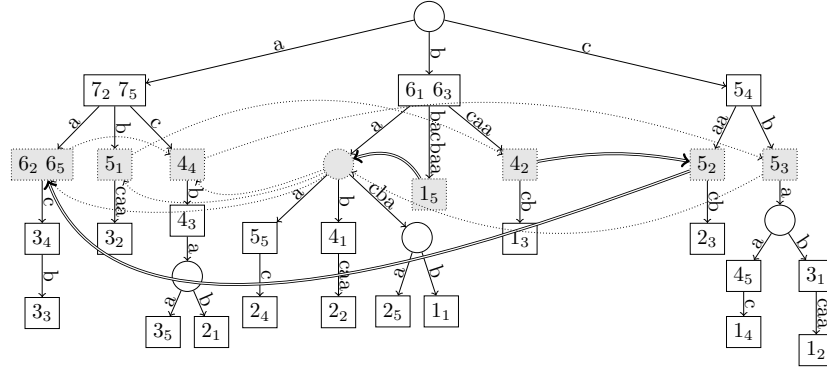 a b c
7₂ 7₅ 6₁ 6₃ 5₄
a b c a bacbaa caa aa b
6₂ 6₅ 5₁ 4₄ 1₅ 4₂ 5₂ 5₃
c caa b a b cba cb cb a
3₄ 3₂ 4₃ 5₅ 4₁ 1₃ 2₃
b a c caa a b a b
4₅ 3₁
3₃ a b 2₄ 2₂ 2₅ 1₁ c caa
3₅ 2₁ 1₄
1₂